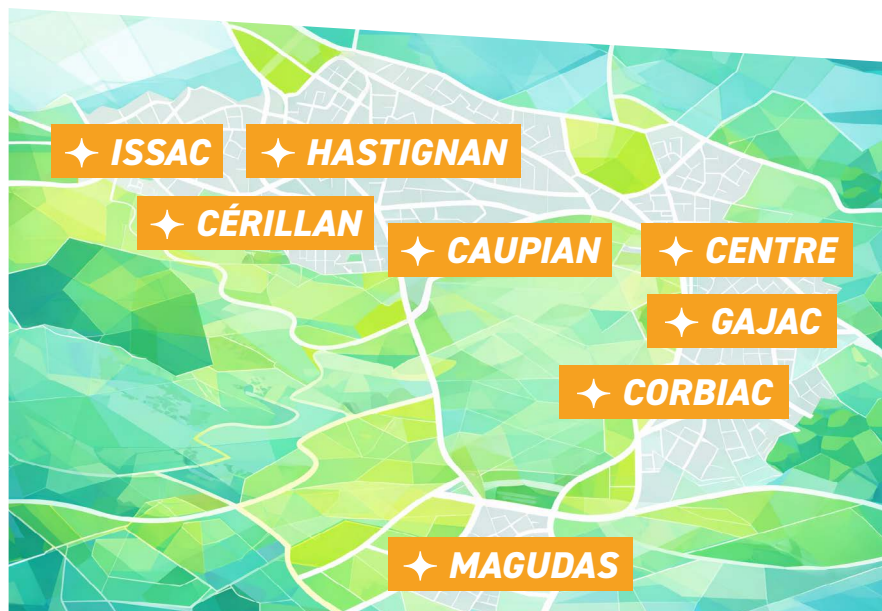 ISSAC
HASTIGNAN
CÉRILLAN
CAUPIAN
CENTRE
GAJAC
CORBIAC
MAGUDAS